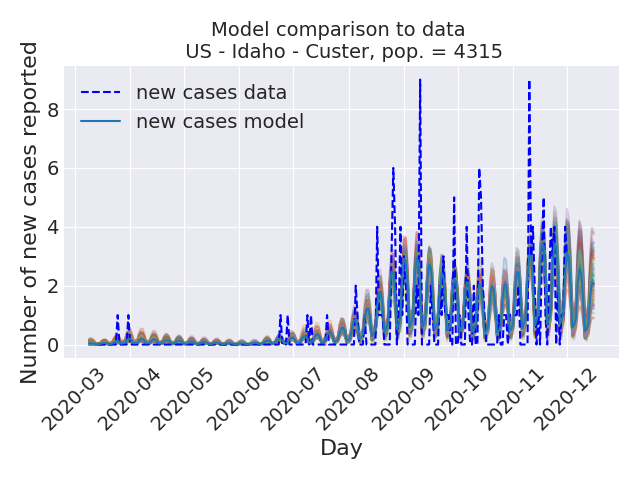 Model comparison to data
US - Idaho - Custer, pop. = 4315
Number of new cases reported
8
6
4
2
0
new cases data
new cases model
2020-03
2020-04
2020-05
2020-06
2020-07
2020-08
2020-09
2020-10
2020-11
2020-12
Day